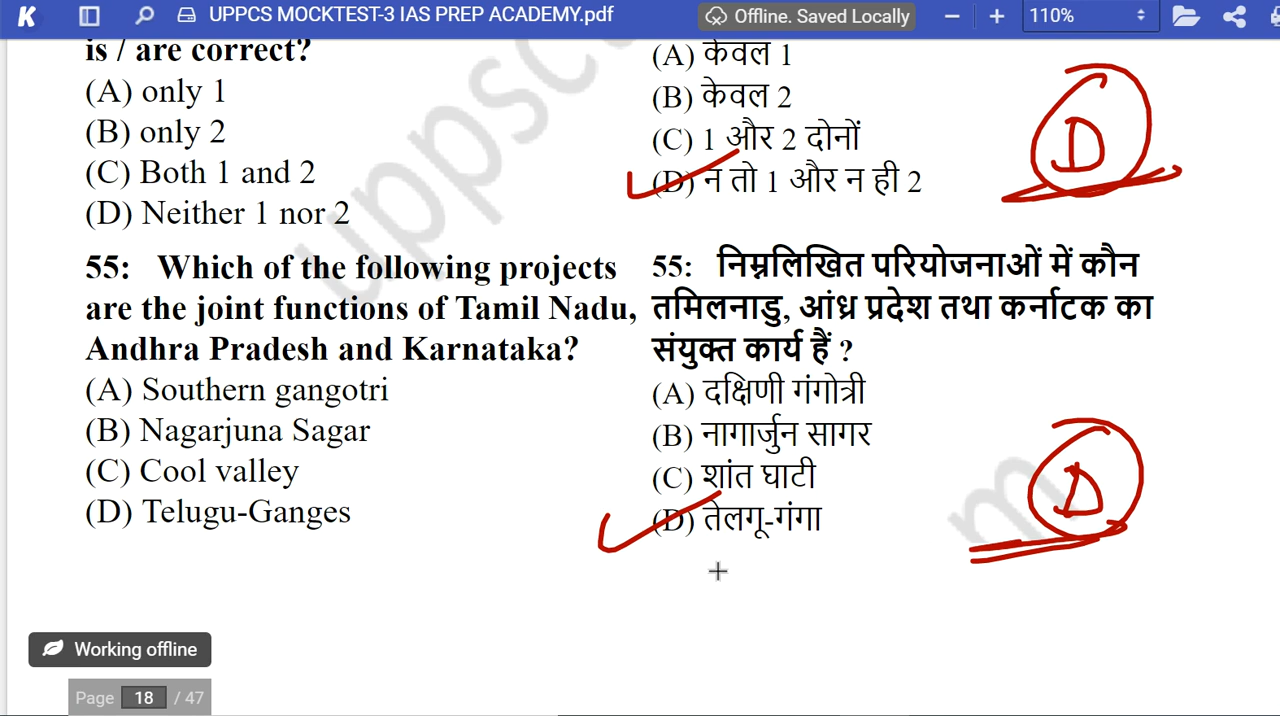 UPPCS MOCKTEST-3 IAS PREP ACADEMY.pdf
Offline. Saved Locally
110%
is / are correct?
(A) only 1
(B) only 2
(C) Both 1 and 2
(D) Neither 1 nor 2
55: Which of the following projects
are the joint functions of Tamil Nadu,
Andhra Pradesh and Karnataka?
(A) Southern gangotri
(B) Nagarjuna Sagar
(C) Cool valley
(D) Telugu-Ganges
(A) केवल 1
(B) केवल 2
(C) 1 और 2 दोनों
(D) न तो 1 और न ही 2
D
55: निम्नलिखित परियोजनाओं में कौन
तमिलनाडु, आंध्र प्रदेश तथा कर्नाटक का
संयुक्त कार्य हैं ?
(A) दक्षिणी गंगोत्री
(B) नागार्जुन सागर
(C) शांत घाटी
(D) तेलगू-गंगा
D
uppsc
m
Working offline
Page 18 / 47